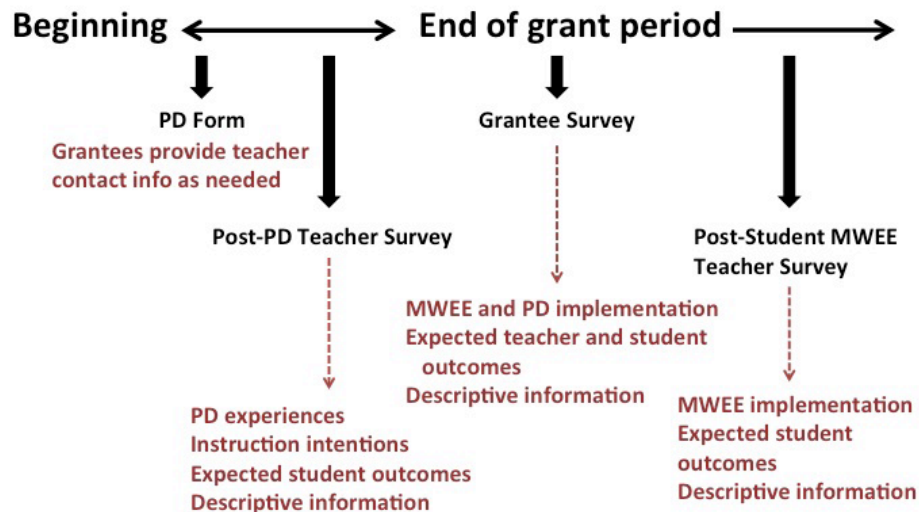 Beginning
End of grant period
PD Form
Grantees provide teacher
contact info as needed
Grantee Survey
Post-PD Teacher Survey
Post-Student MWEE
Teacher Survey
PD experiences
Instruction intentions
Expected student outcomes
Descriptive information
MWEE and PD implementation
Expected teacher and student
outcomes
Descriptive information
MWEE implementation
Expected student
outcomes
Descriptive information